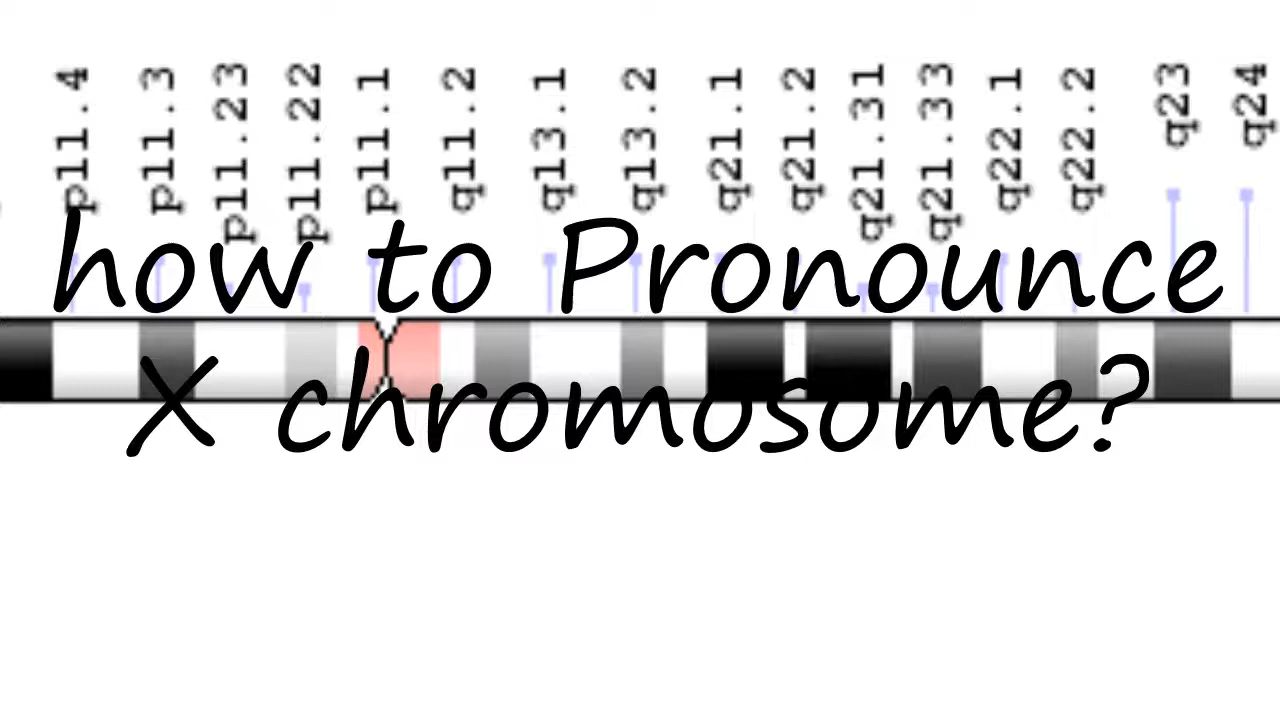 p11.4
p11.3
p11.23
p11.22
p11.1
q11.2
q13.1
q13.2
q21.1
q21.2
q21.31
q21.33
q22.1
q22.2
q23
q24
how to Pronounce
X chromosome?